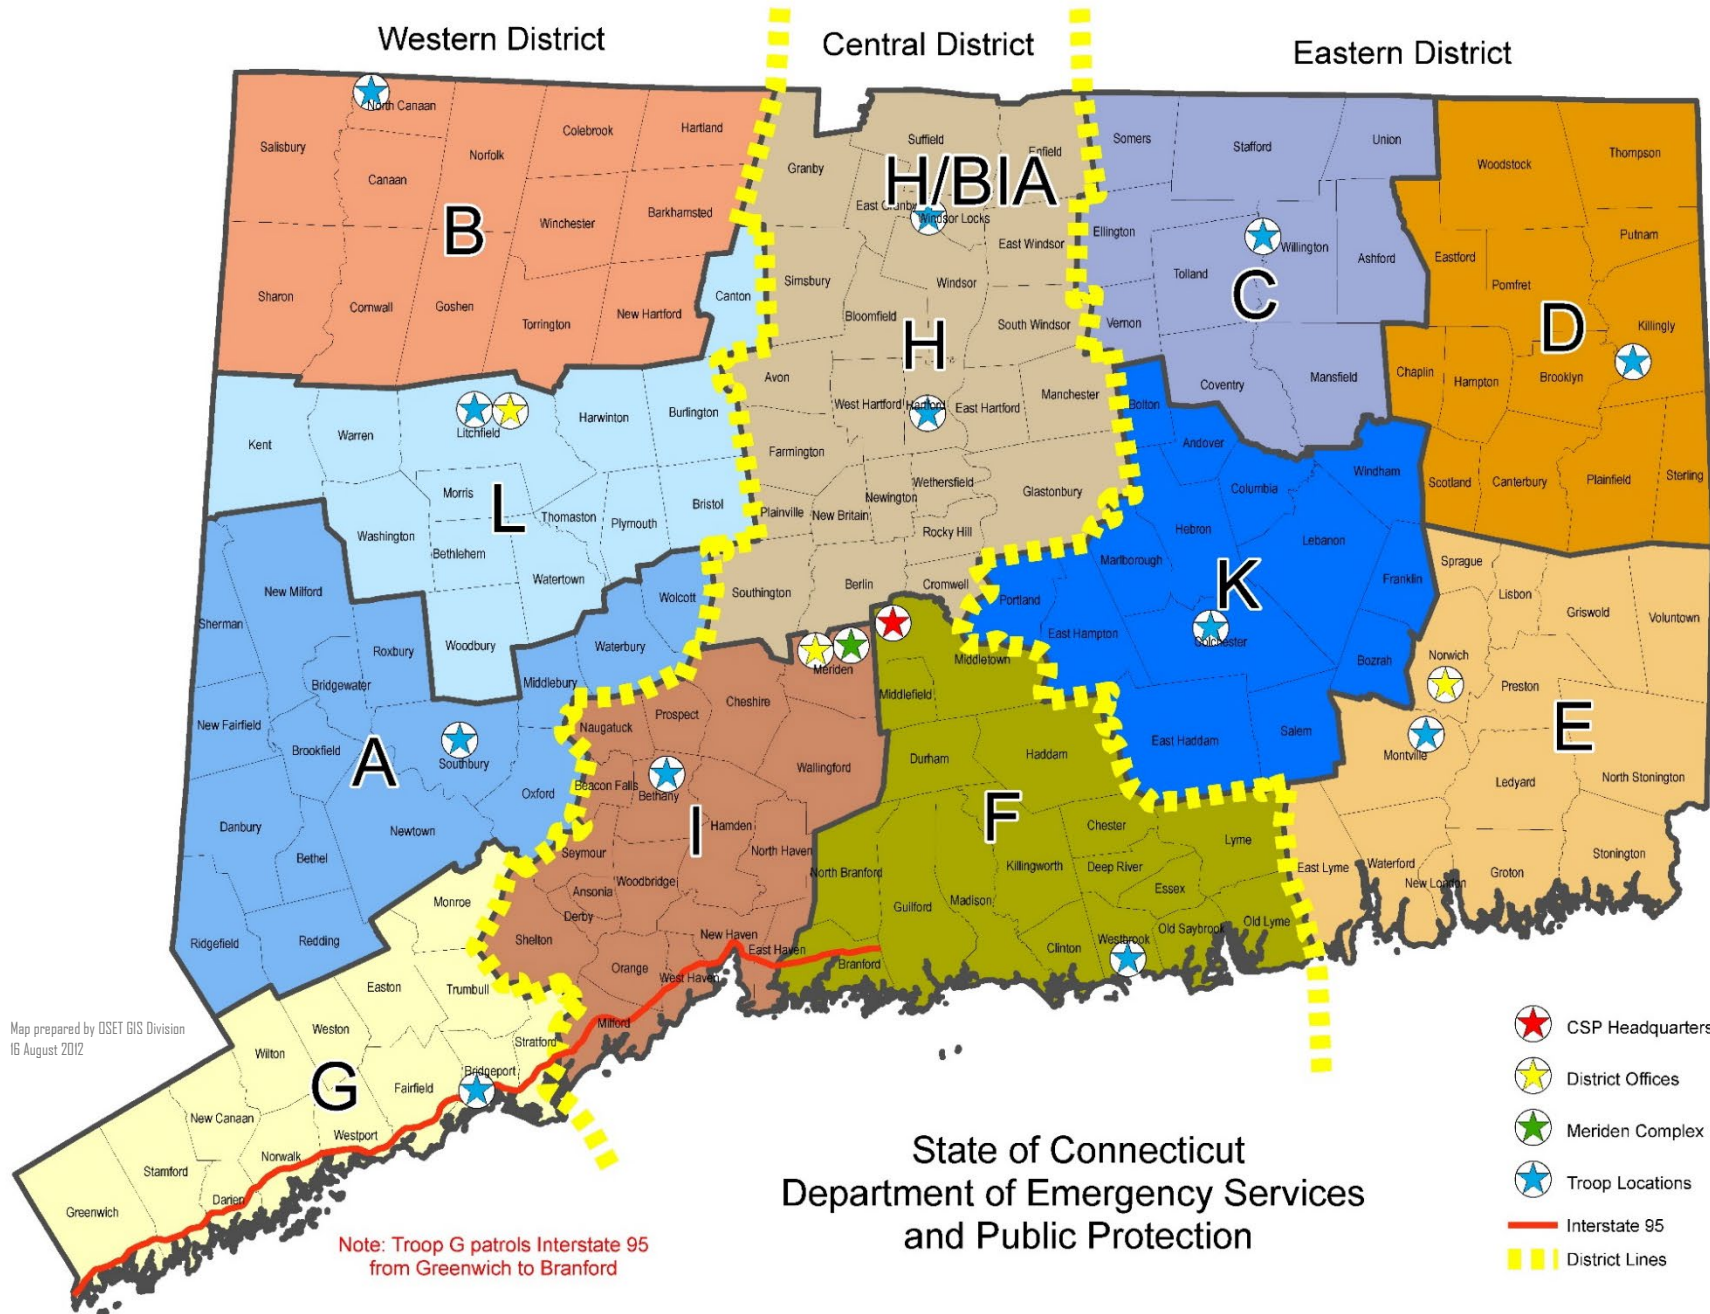 Western District
Central District
Eastern District
North Canaan
Salisbury
Canaan
Norfolk
Colebrook
Hartland
Winchester
Barkhamsted
B
Sharon
Cornwall
Goshen
Torrington
New Hartford
Canton
Kent
Warren
Litchfield
Harwinton
Burlington
Morris
L
Washington
Bethlehem
Thomaston
Plymouth
Bristol
Watertown
Woodbury
New Milford
Sherman
Roxbury
Bridgewater
Wolcott
Waterbury
Middlebury
New Fairfield
Brookfield
A
Southbury
Oxford
Danbury
Newtown
Bethel
Ridgefield
Redding
Monroe
Easton
Trumbull
Weston
Wilton
Stratford
Bridgeport
G
Fairfield
New Canaan
Westport
Norwalk
Stamford
Darien
Greenwich
Granby
Suffield
Enfield
H/BIA
East Granby
Windsor Locks
East Windsor
Simsbury
Windsor
Bloomfield
South Windsor
H
Avon
West Hartford
Hartford
East Hartford
Manchester
Farmington
Wethersfield
Newington
Glastonbury
Plainville
New Britain
Rocky Hill
Berlin
Cromwell
Southington
Meriden
Cheshire
Naugatuck
Prospect
Wallingford
Beacon Falls
Bethany
I
Hamden
North Haven
Seymour
Woodbridge
Ansonia
Derby
Shelton
New Haven
East Haven
Orange
West Haven
Milford
Middletown
Middlefield
Durham
Haddam
F
Chester
Lyme
North Branford
Killingworth
Deep River
Essex
Guilford
Madison
Clinton
Westbrook
Old Saybrook
Old Lyme
Branford
Somers
Stafford
Union
Ellington
Tolland
Willington
Ashford
C
Vernon
Coventry
Mansfield
Woodstock
Thompson
Putnam
Eastford
Pomfret
D
Killingly
Chaplin
Hampton
Brooklyn
Scotland
Canterbury
Plainfield
Sterling
Bolton
Andover
Columbia
Windham
Hebron
Lebanon
Marlborough
K
Franklin
Portland
East Hampton
Colchester
Bozrah
East Haddam
Salem
Sprague
Lisbon
Griswold
Voluntown
Norwich
Preston
Montville
E
Ledyard
North Stonington
East Lyme
Waterford
New London
Groton
Stonington
Map prepared by OSET GIS Division
16 August 2012
Note: Troop G patrols Interstate 95
from Greenwich to Branford
State of Connecticut
Department of Emergency Services
and Public Protection
CSP Headquarters
District Offices
Meriden Complex
Troop Locations
Interstate 95
District Lines